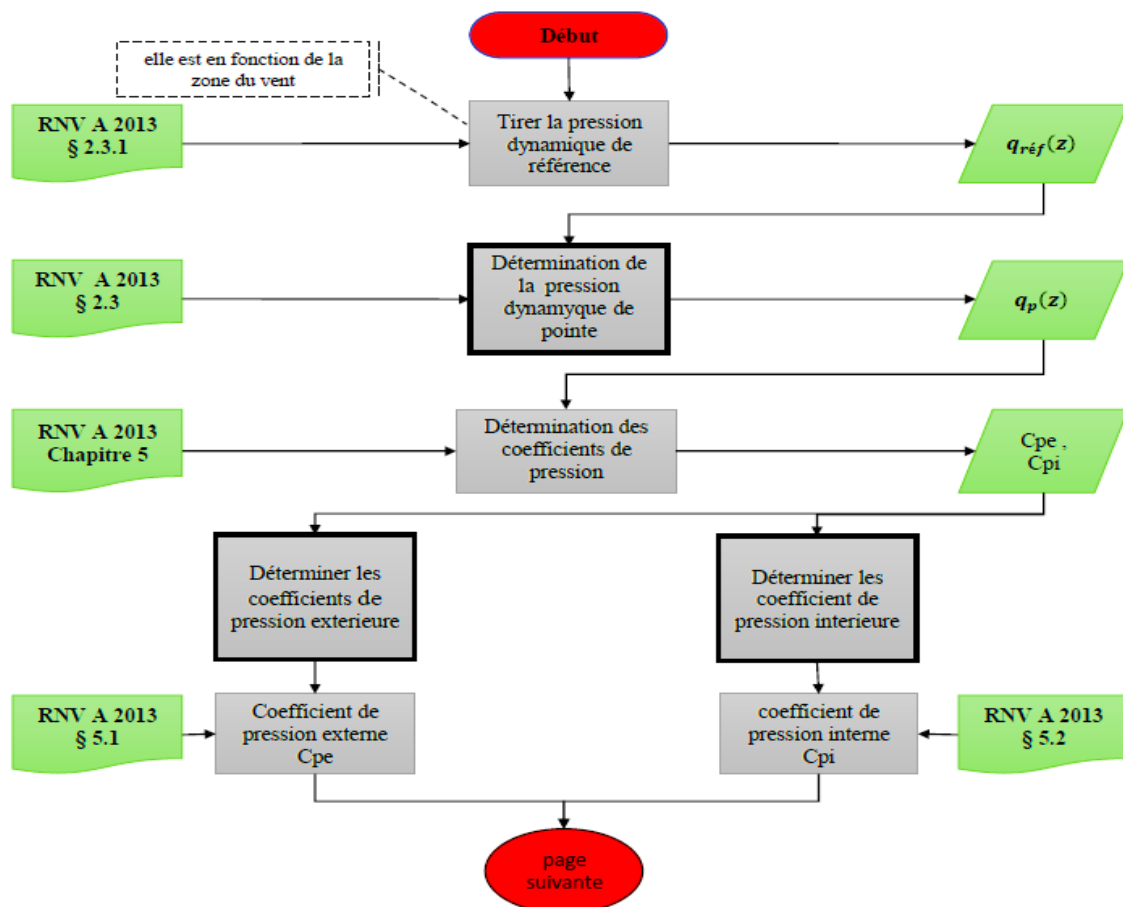 Début
elle est en fonction de la
zone du vent
RNV A 2013
§ 2.3.1
Tirer la pression
dynamique de
référence
q_réf(z)
RNV A 2013
§ 2.3
Détermination de
la pression
dynamyque de
pointe
q_p(z)
RNV A 2013
Chapitre 5
Détermination des
coefficients de
pression
Cpe ,
Cpi
Déterminer les
coefficients de
pression exterieure
Déterminer les
coefficient de
pression interieure
RNV A 2013
§ 5.1
Coefficient de
pression externe
Cpe
coefficient de
pression interne
Cpi
RNV A 2013
§ 5.2
page
suivante